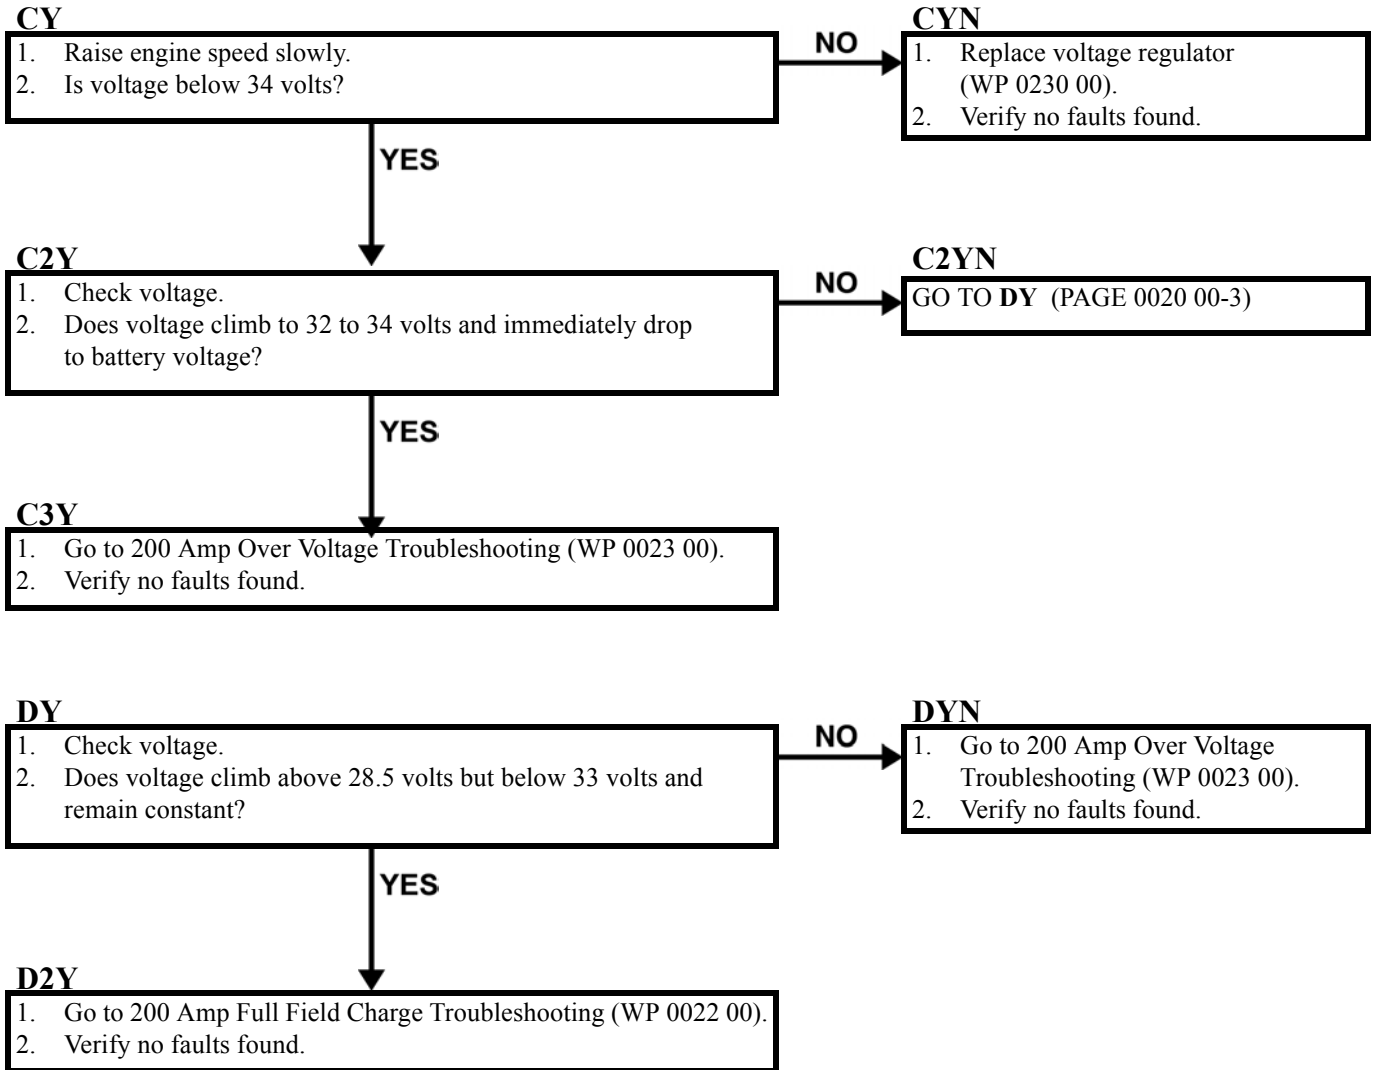 CY
1. Raise engine speed slowly.
2. Is voltage below 34 volts?
NO
CYN
1. Replace voltage regulator
(WP 0230 00).
2. Verify no faults found.
YES
C2Y
1. Check voltage.
2. Does voltage climb to 32 to 34 volts and immediately drop
to battery voltage?
NO
C2YN
GO TO DY (PAGE 0020 00-3)
YES
C3Y
1. Go to 200 Amp Over Voltage Troubleshooting (WP 0023 00).
2. Verify no faults found.
DY
1. Check voltage.
2. Does voltage climb above 28.5 volts but below 33 volts and
remain constant?
NO
DYN
1. Go to 200 Amp Over Voltage
Troubleshooting (WP 0023 00).
2. Verify no faults found.
YES
D2Y
1. Go to 200 Amp Full Field Charge Troubleshooting (WP 0022 00).
2. Verify no faults found.